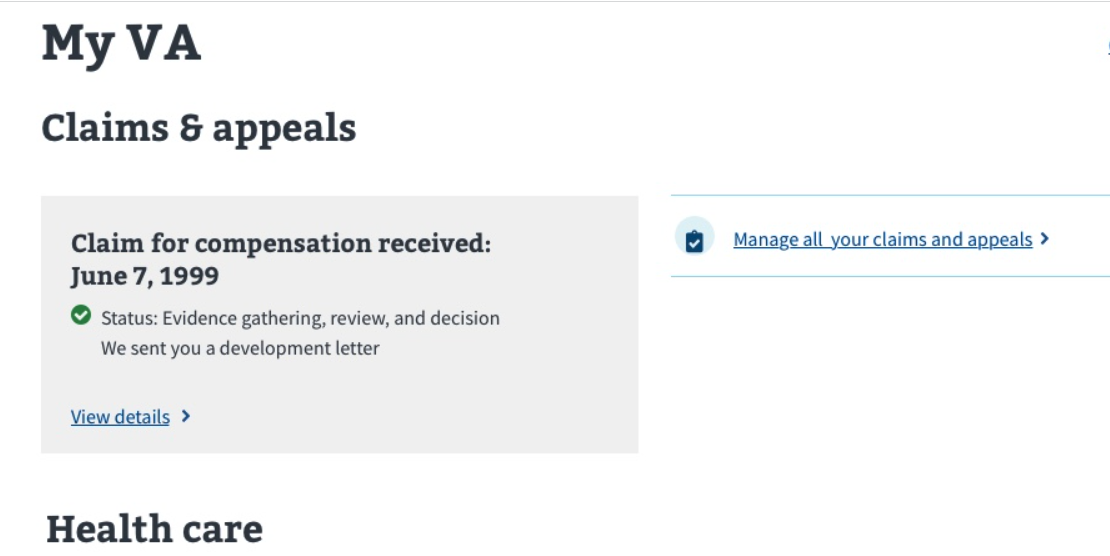 My VA
Claims & appeals
Claim for compensation received:
June 7, 1999
Status: Evidence gathering, review, and decision
We sent you a development letter
View details
Manage all your claims and appeals
Health care